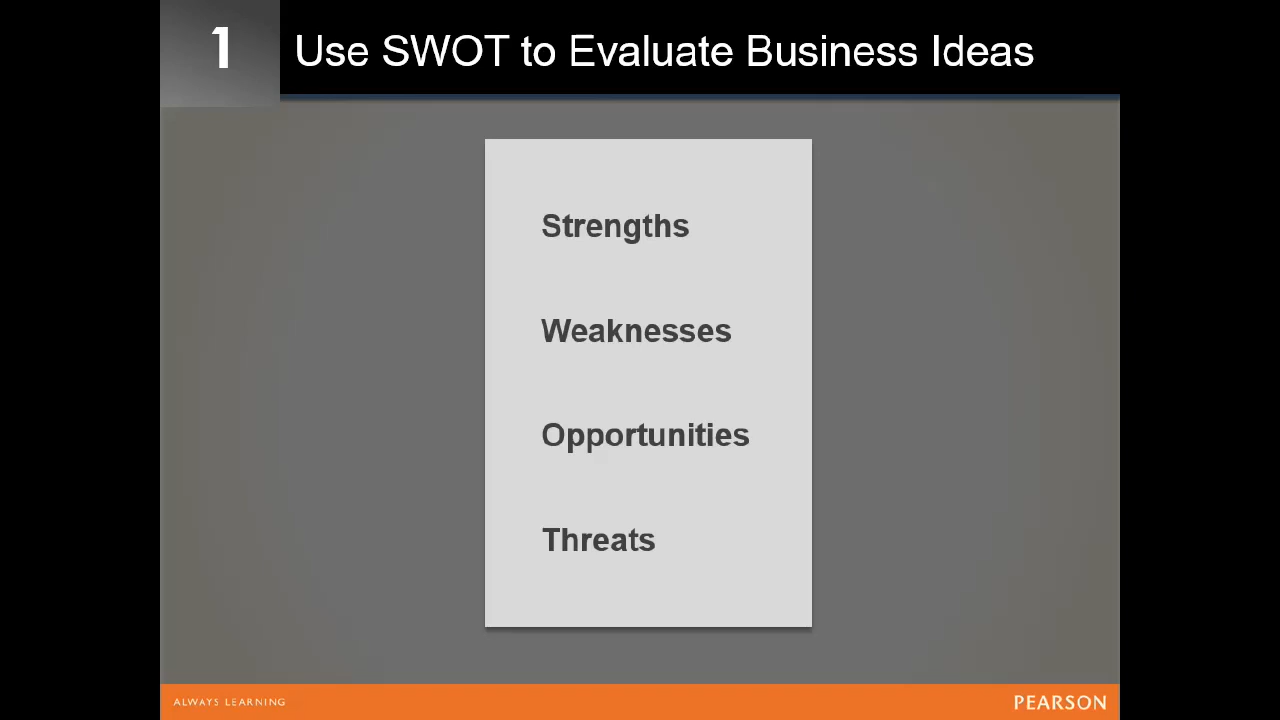 1
Use SWOT to Evaluate Business Ideas
Strengths
Weaknesses
Opportunities
Threats
ALWAYS LEARNING
PEARSON